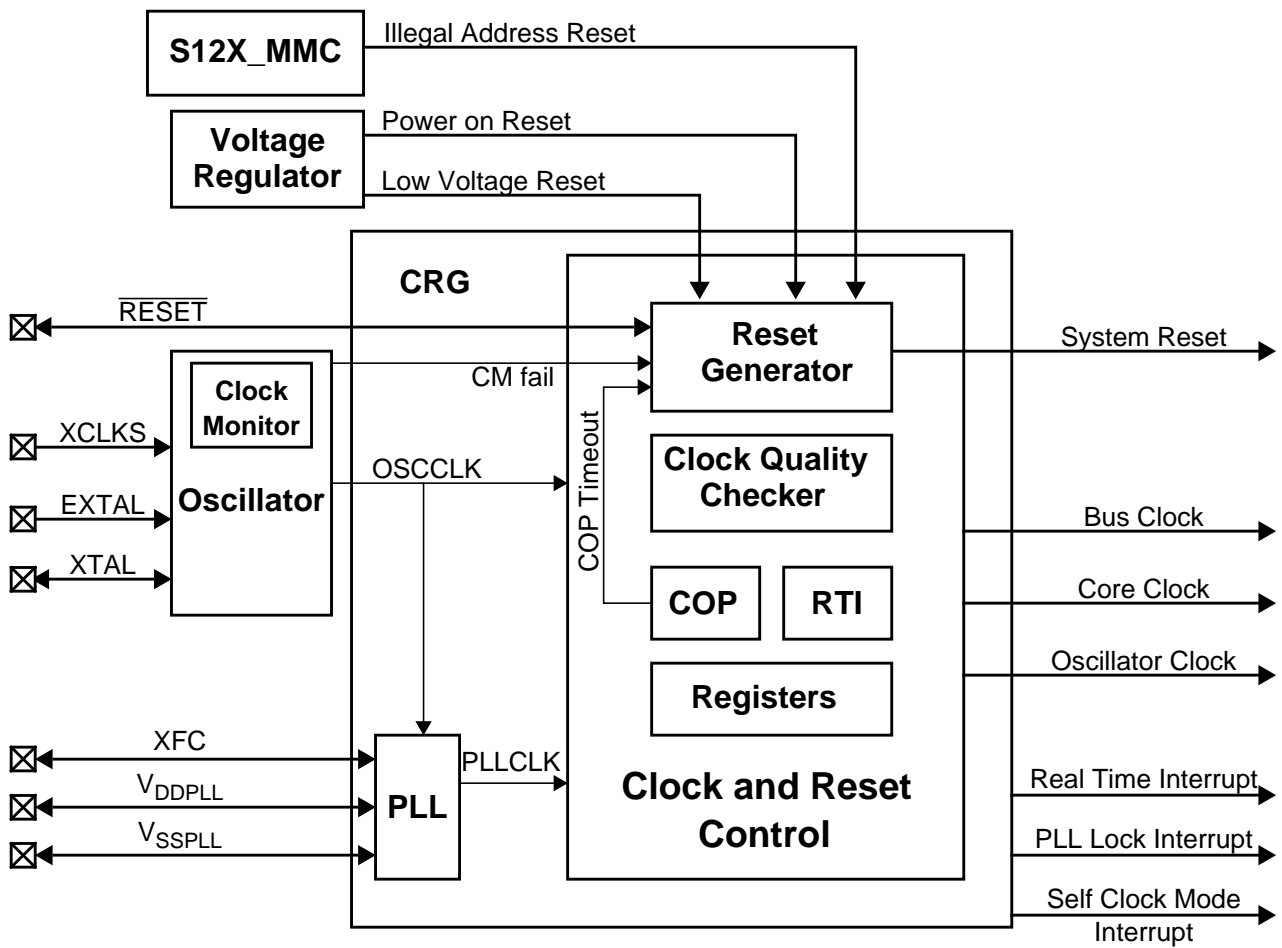 S12X_MMC
Illegal Address Reset
Voltage
Regulator
Power on Reset
Low Voltage Reset
CRG
RESET
Reset
Generator
System Reset
CM fail
Clock
Monitor
XCLKS
OSCCLK
COP Timeout
Clock Quality
Checker
EXTAL
Oscillator
Bus Clock
XTAL
COP
RTI
Core Clock
Oscillator Clock
Registers
XFC
PLLCLK
VDDPLL
PLL
VSSPLL
Clock and Reset
Control
Real Time Interrupt
PLL Lock Interrupt
Self Clock Mode
Interrupt